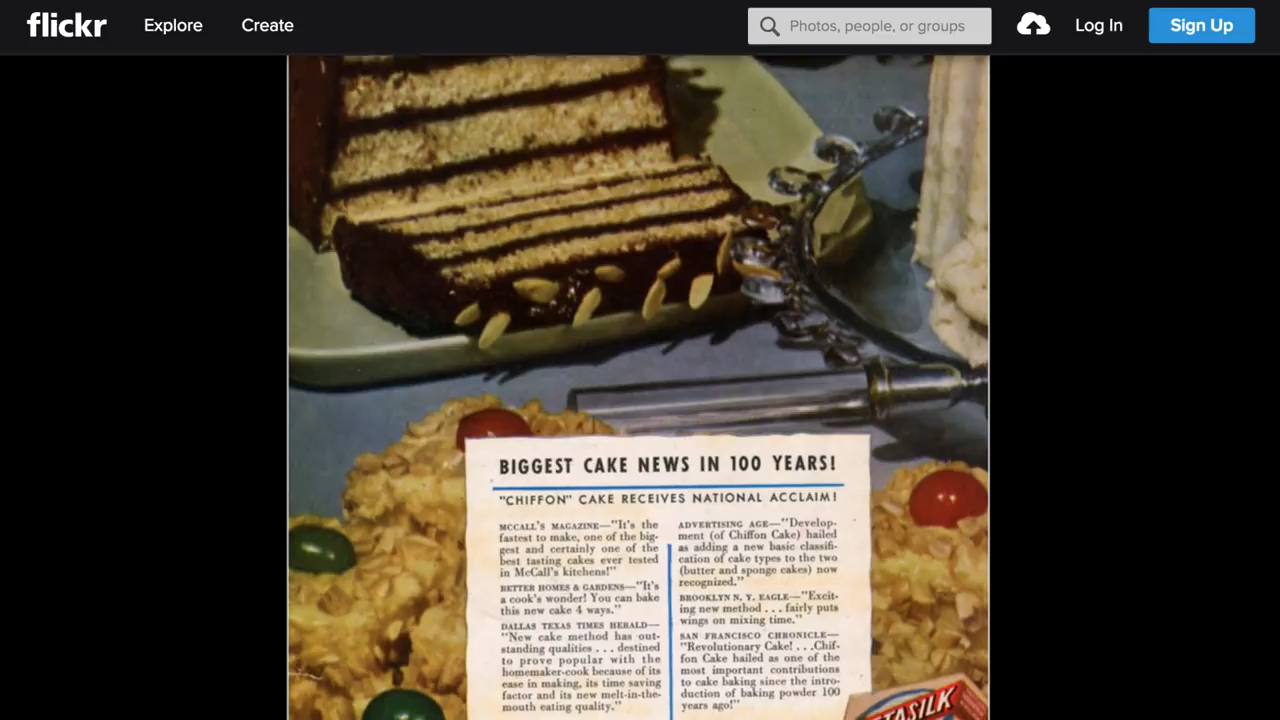 flickr
Explore
Create
Photos, people, or groups
Log In
Sign Up
BIGGEST CAKE NEWS IN 100 YEARS!
"CHIFFON" CAKE RECEIVES NATIONAL ACCLAIM!
MCCALL'S MAGAZINE—"It's the
fastest to make, one of the big-
gest and certainly one of the
best tasting cakes ever tested
in McCall's kitchens!"
BETTER HOMES & GARDENS—"It's
a cook's wonder! You can bake
this new cake 4 ways."
DALLAS TEXAS TIMES HERALD—
"New cake method has out-
standing qualities . . . destined
to prove popular with the
homemaker-cook because of its
ease in making, its time saving
factor and its new melt-in-the-
mouth eating quality."
ADVERTISING AGE—"Develop-
ment (of Chiffon Cake) hailed
as adding a new basic classifi-
cation of cake types to the two
(butter and sponge cakes) now
recognized."
BROOKLYN N. Y. EAGLE—"Excit-
ing new method . . . fairly puts
wings on mixing time."
SAN FRANCISCO CHRONICLE—
"Revolutionary Cake! . . . Chif-
fon Cake hailed as one of the
most important contributions
to cake baking since the intro-
duction of baking powder 100
years ago!"